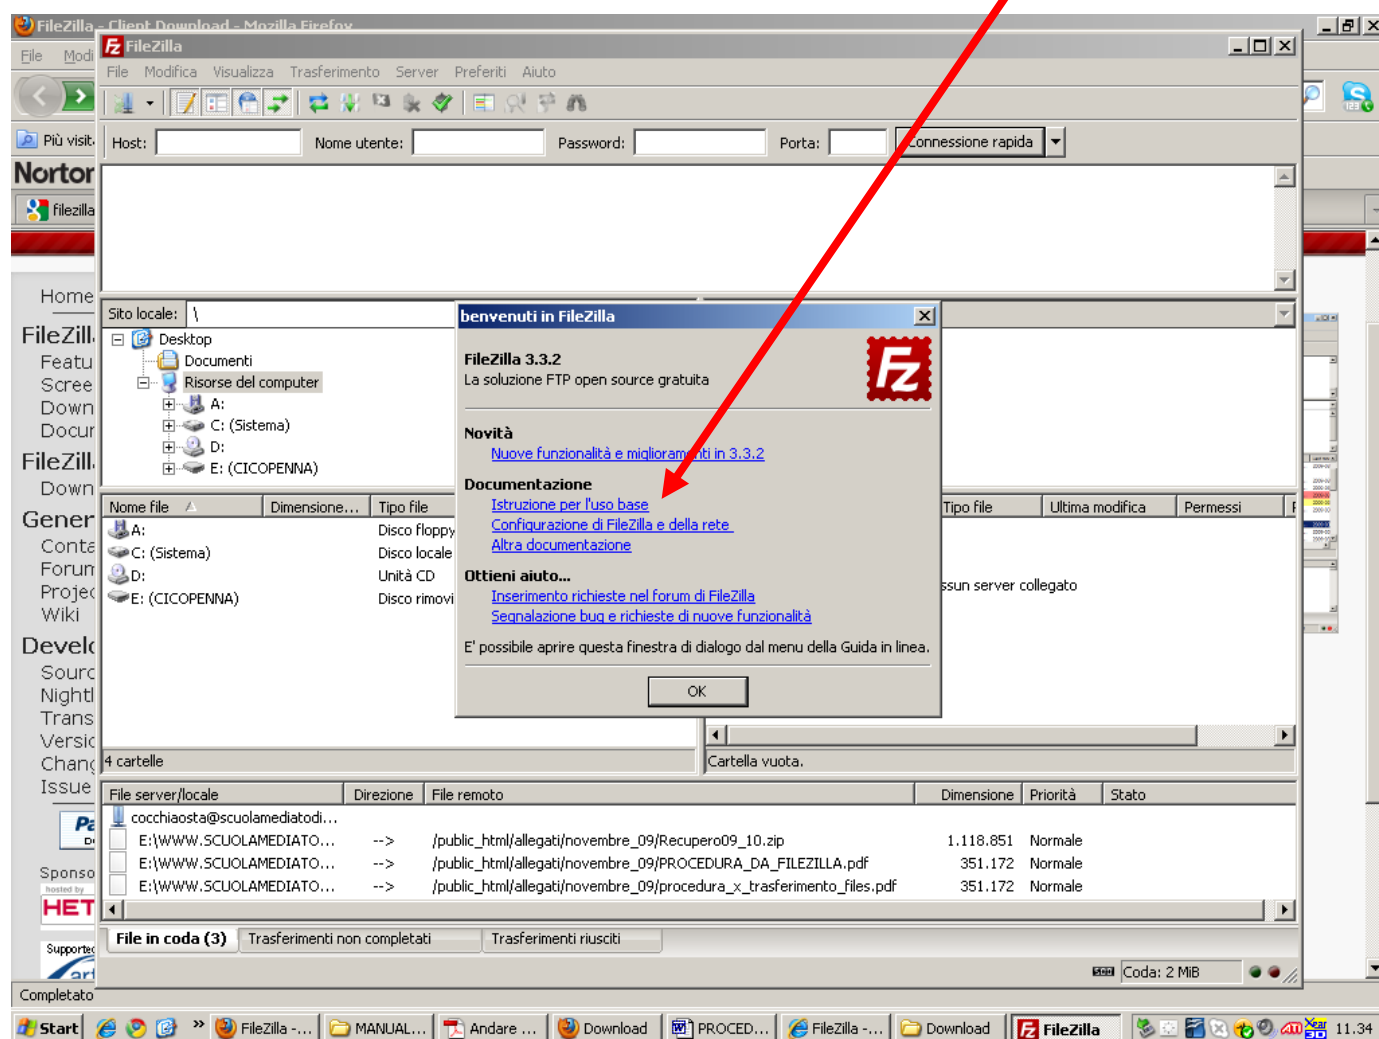 FileZilla - Client Download - Mozilla Firefox
FileZilla
File Modi
File Modifica Visualizza Trasferimento Server Preferiti Aiuto
Più visit
Host: Nome utente: Password: Porta: Connessione rapida
Norton
filezilla
Home
FileZill
Featu
Scree
Down
Docur
FileZill
Down
Gener
Conta
Forum
Projec
Wiki
Develo
Sourc
Nightl
Trans
Versio
Chang
Issue
Sponso
hosted by
HET
Supported
art
Sito locale: \
Desktop
Documenti
Risorse del computer
A:
C: (Sistema)
D:
E: (CICOPENNA)
Nome file Dimensione... Tipo file
A: Disco floppy
C: (Sistema) Disco locale
D: Unità CD
E: (CICOPENNA) Disco rimovi
4 cartelle
benvenuti in FileZilla
FileZilla 3.3.2
La soluzione FTP open source gratuita
Fz
Novità
Nuove funzionalità e miglioramenti in 3.3.2
Documentazione
Istruzione per l'uso base
Configurazione di FileZilla e della rete
Altra documentazione
Ottieni aiuto...
Inserimento richieste nel forum di FileZilla
Segnalazione bug e richieste di nuove funzionalità
E' possibile aprire questa finestra di dialogo dal menu della Guida in linea.
OK
Tipo file Ultima modifica Permessi
ssun server collegato
Cartella vuota.
File server/locale Direzione File remoto Dimensione Priorità Stato
cocchiaosta@scuolamediatodi...
E:\WWW.SCUOLAMEDIATO... --> /public_html/allegati/novembre_09/Recupero09_10.zip 1.118.851 Normale
E:\WWW.SCUOLAMEDIATO... --> /public_html/allegati/novembre_09/PROCEDURA_DA_FILEZILLA.pdf 351.172 Normale
E:\WWW.SCUOLAMEDIATO... --> /public_html/allegati/novembre_09/procedura_x_trasferimento_files.pdf 351.172 Normale
File in coda (3) Trasferimenti non completati Trasferimenti riusciti
Coda: 2 MiB
Completato
Start » FileZilla -... MANUAL... Andare ... Download PROCED... FileZilla -... Download FileZilla 11.34